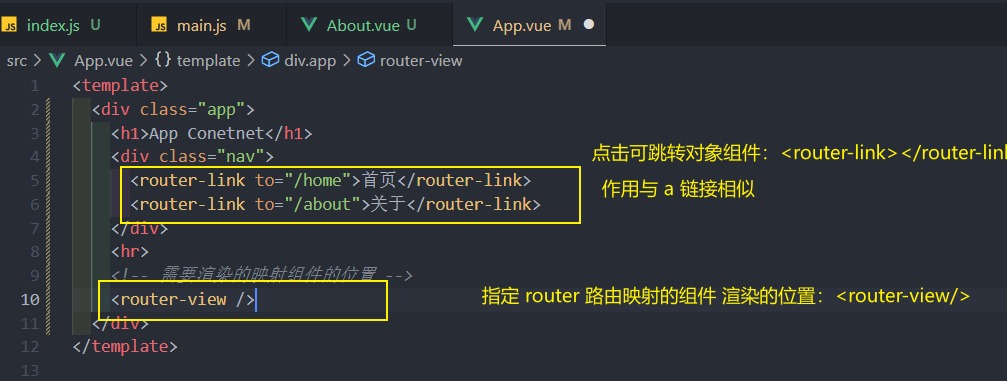 JS index.js U
JS main.js M
About.vue U
App.vue M
src > App.vue > {} template > div.app > router-view
1 <template>
2 <div class="app">
3 <h1>App Conetnet</h1>
4 <div class="nav">
点击可跳转对象组件：<router-link></router-link
5 <router-link to="/home">首页</router-link>
作用与 a 链接相似
6 <router-link to="/about">关于</router-link>
7 </div>
8 <hr>
9 <!-- 需要渲染的映射组件的位置 -->
10 <router-view />
指定 router 路由映射的组件 渲染的位置：<router-view/>
11 </div>
12 </template>
13